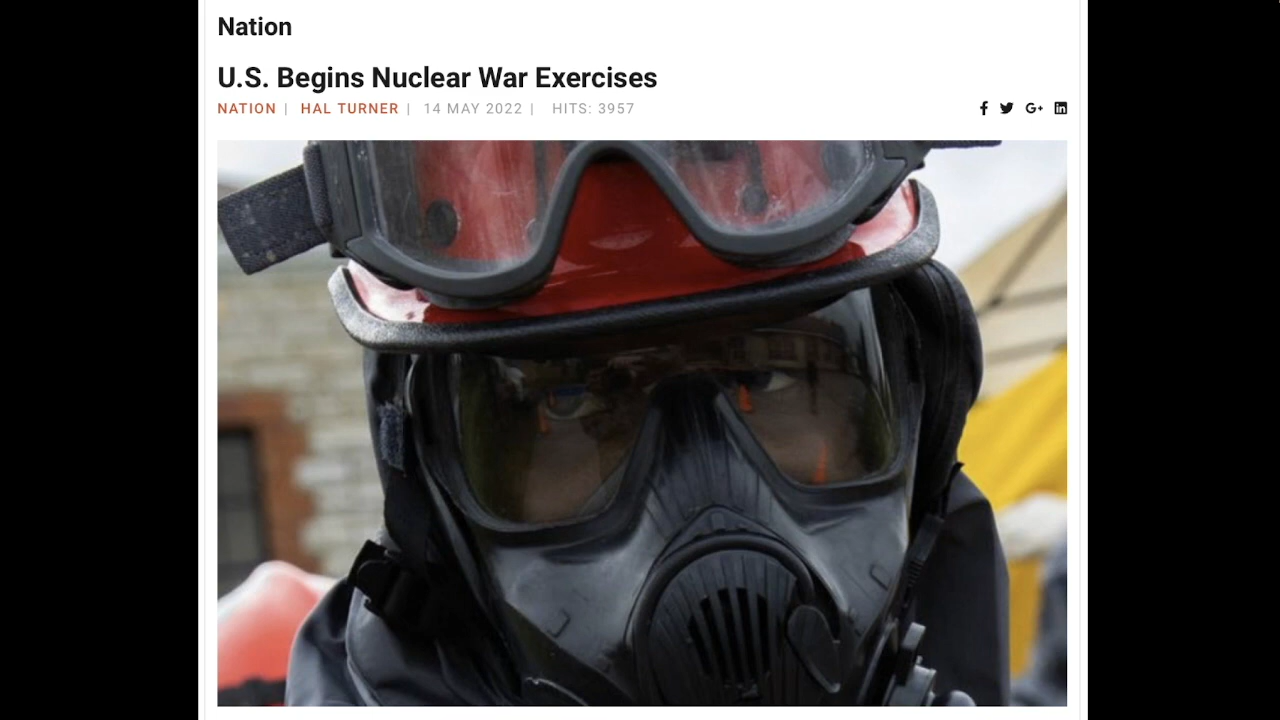 Nation
U.S. Begins Nuclear War Exercises
NATION | HAL TURNER | 14 MAY 2022 | HITS: 3957